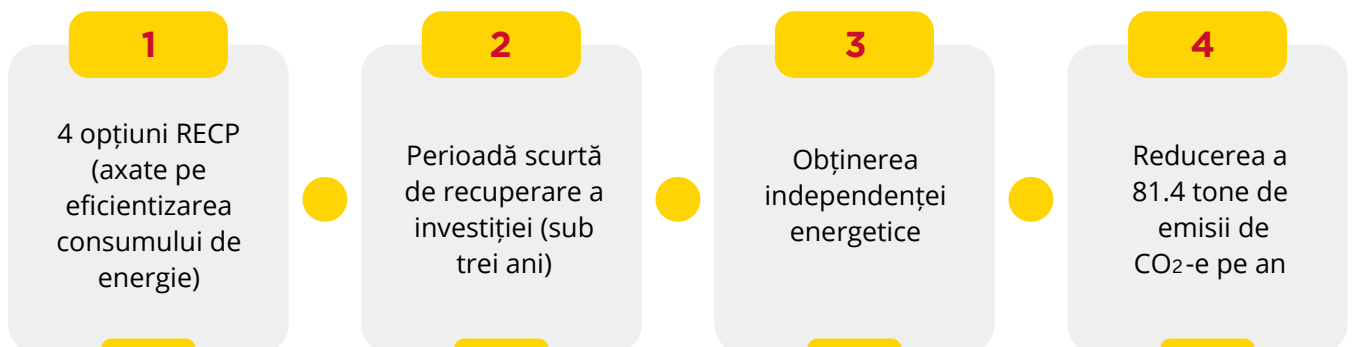 1
4 opțiuni RECP
(axate pe
eficientizarea
consumului de
energie)
2
Perioadă scurtă
de recuperare a
investiției (sub
trei ani)
3
Obținerea
independenței
energetice
4
Reducerea a
81.4 tone de
emisii de
CO2-e pe an